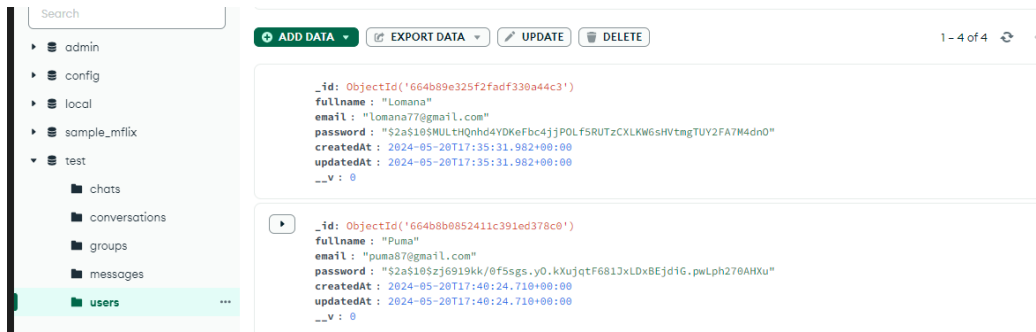 Search
admin
config
local
sample_mflix
test
chats
conversations
groups
messages
users
ADD DATA
EXPORT DATA
UPDATE
DELETE
1 – 4 of 4
_id: ObjectId('664b89e325f2fadf330a44c3')
fullname : "Lomana"
email : "lomana77@gmail.com"
password : "$2a$10$MULtHQnhd4YDKeFbc4jjPOLf5RUTzCXLKW6sHVtmgTUY2FA7M4dnO"
createdAt : 2024-05-20T17:35:31.982+00:00
updatedAt : 2024-05-20T17:35:31.982+00:00
__v : 0
_id: ObjectId('664b8b0852411c391ed378c0')
fullname : "Puma"
email : "puma87@gmail.com"
password : "$2a$10$zj6919kk/0f5sgs.yO.kXujqtF681JxLDxBEjdiG.pwLph270AHXu"
createdAt : 2024-05-20T17:40:24.710+00:00
updatedAt : 2024-05-20T17:40:24.710+00:00
__v : 0